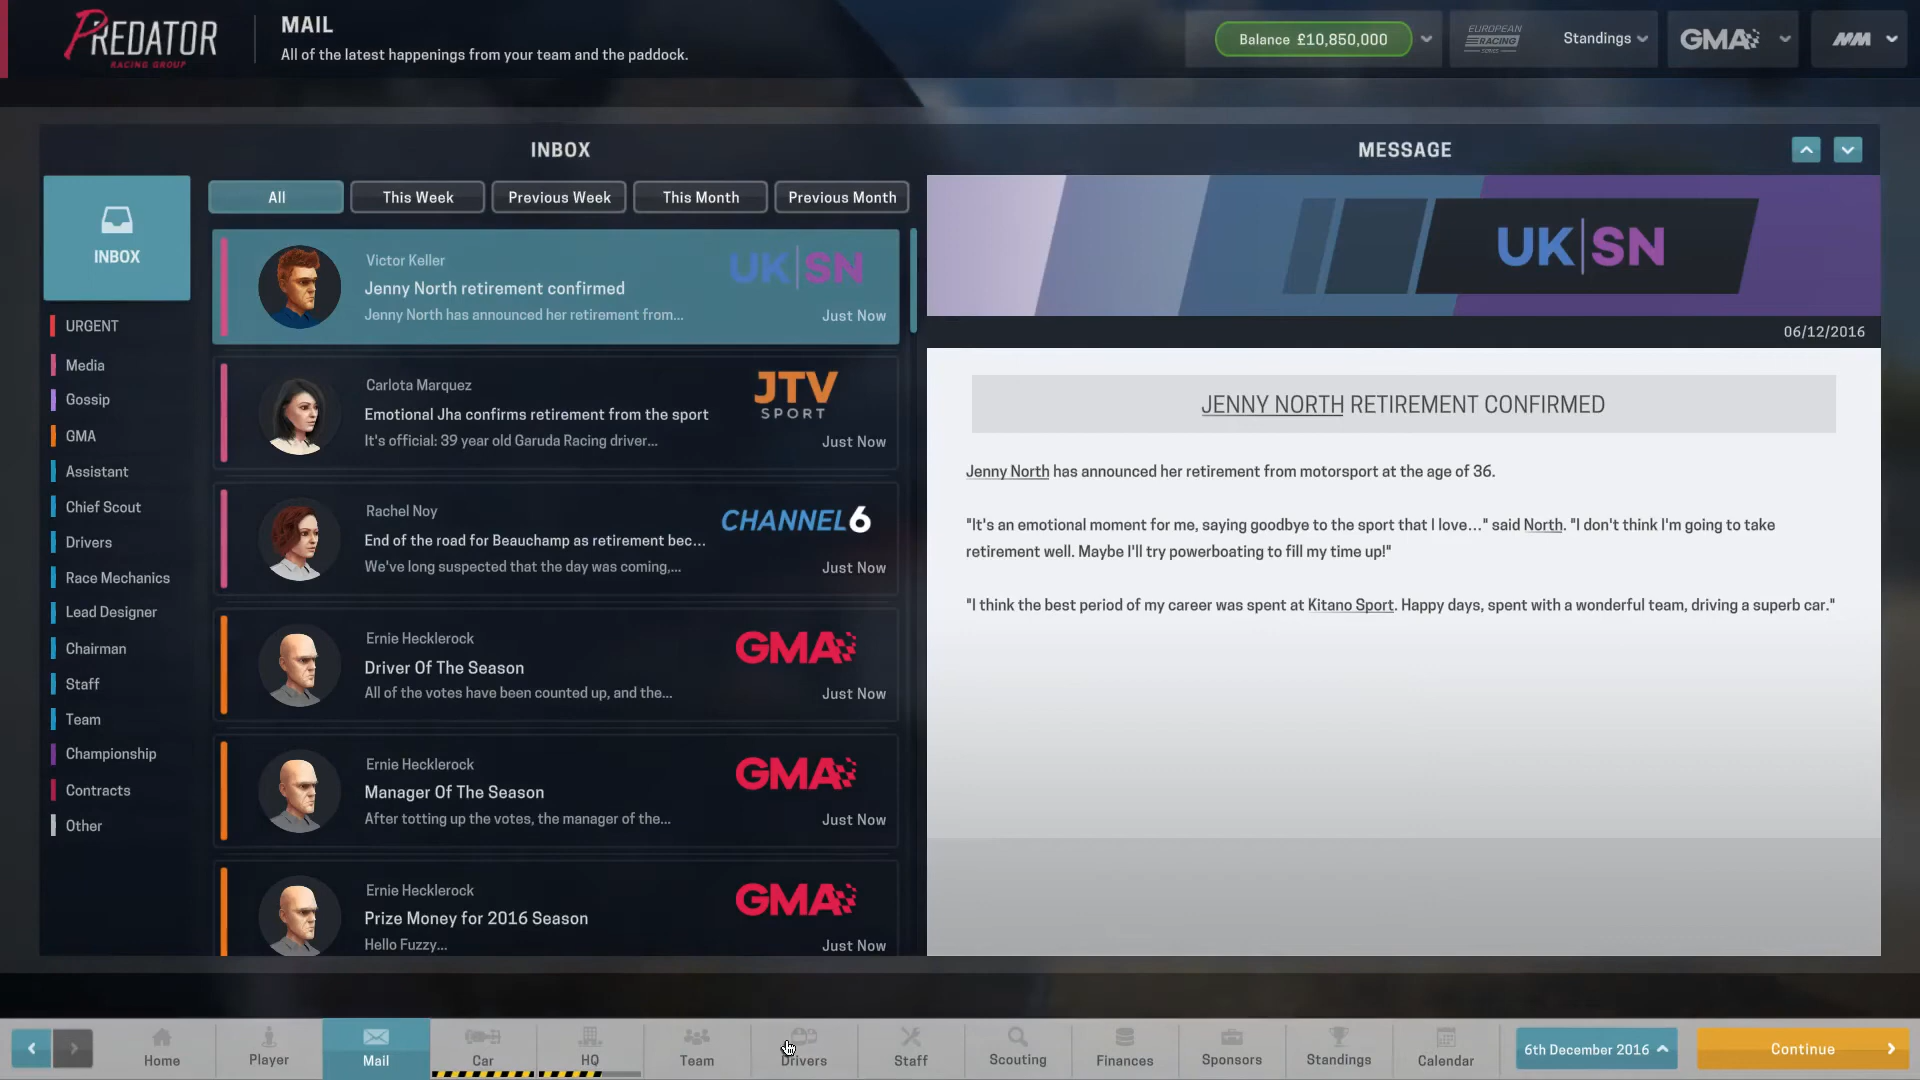 PREDATOR
RACING GROUP
MAIL
All of the latest happenings from your team and the paddock.
Balance £10,850,000
EUROPEAN
RACING
SERIES
Standings
GMA
MM
INBOX
MESSAGE
INBOX
All
This Week
Previous Week
This Month
Previous Month
URGENT
Media
Gossip
GMA
Assistant
Chief Scout
Drivers
Race Mechanics
Lead Designer
Chairman
Staff
Team
Championship
Contracts
Other
Victor Keller
Jenny North retirement confirmed
Jenny North has announced her retirement from...
UK|SN
Just Now
Carlota Marquez
Emotional Jha confirms retirement from the sport
It's official: 39 year old Garuda Racing driver...
JTV
SPORT
Just Now
Rachel Noy
End of the road for Beauchamp as retirement bec...
We've long suspected that the day was coming,...
CHANNEL6
Just Now
Ernie Hecklerock
Driver Of The Season
All of the votes have been counted up, and the...
GMA
Just Now
Ernie Hecklerock
Manager Of The Season
After totting up the votes, the manager of the...
GMA
Just Now
Ernie Hecklerock
Prize Money for 2016 Season
Hello Fuzzy...
GMA
Just Now
UK|SN
06/12/2016
JENNY NORTH RETIREMENT CONFIRMED
Jenny North has announced her retirement from motorsport at the age of 36.
"It's an emotional moment for me, saying goodbye to the sport that I love..." said North. "I don't think I'm going to take
retirement well. Maybe I'll try powerboating to fill my time up!"
"I think the best period of my career was spent at Kitano Sport. Happy days, spent with a wonderful team, driving a superb car."
Home
Player
Mail
Car
HQ
Team
Drivers
Staff
Scouting
Finances
Sponsors
Standings
Calendar
6th December 2016
Continue